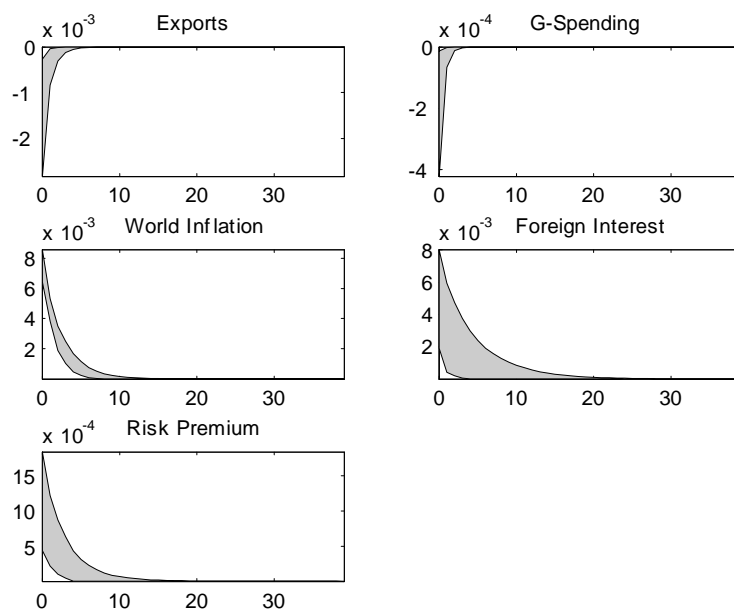 x 10-3
Exports
0
-1
-2
0 10 20 30
x 10-4
G-Spending
0
-2
-4
0 10 20 30
x 10-3
World Inflation
8
6
4
2
0 10 20 30
x 10-3
Foreign Interest
8
6
4
2
0 10 20 30
x 10-4
Risk Premium
15
10
5
0 10 20 30